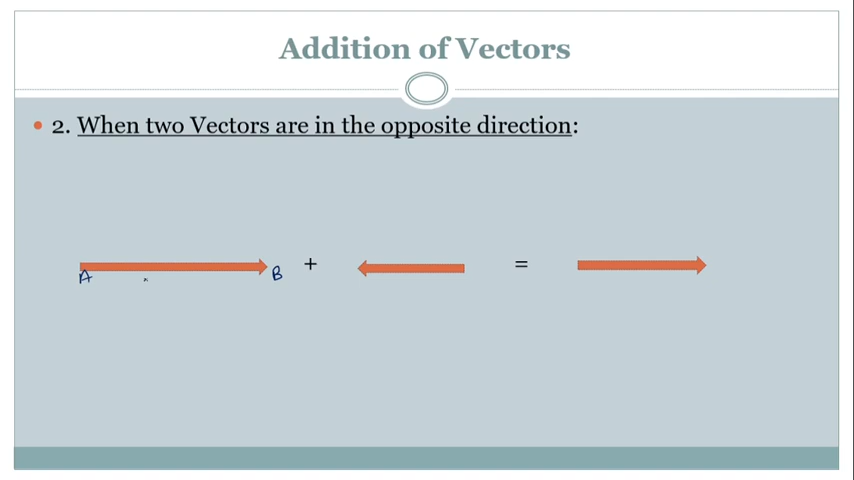 Addition of Vectors
• 2. When two Vectors are in the opposite direction:
A B + =